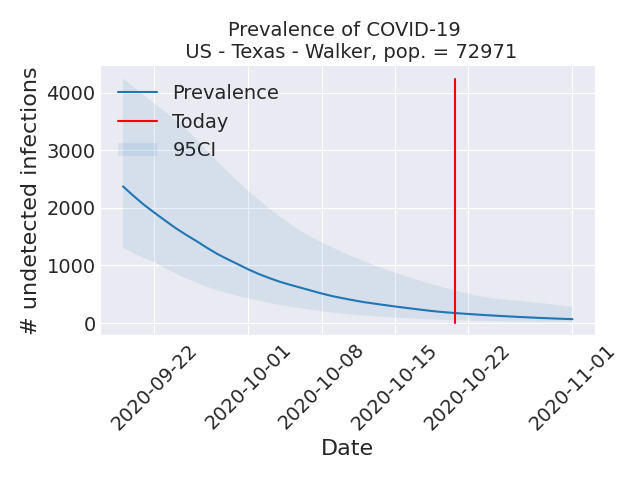 Prevalence of COVID-19
US - Texas - Walker, pop. = 72971
# undetected infections
4000
3000
2000
1000
0
Prevalence
Today
95CI
2020-09-22
2020-10-01
2020-10-08
2020-10-15
2020-10-22
2020-11-01
Date